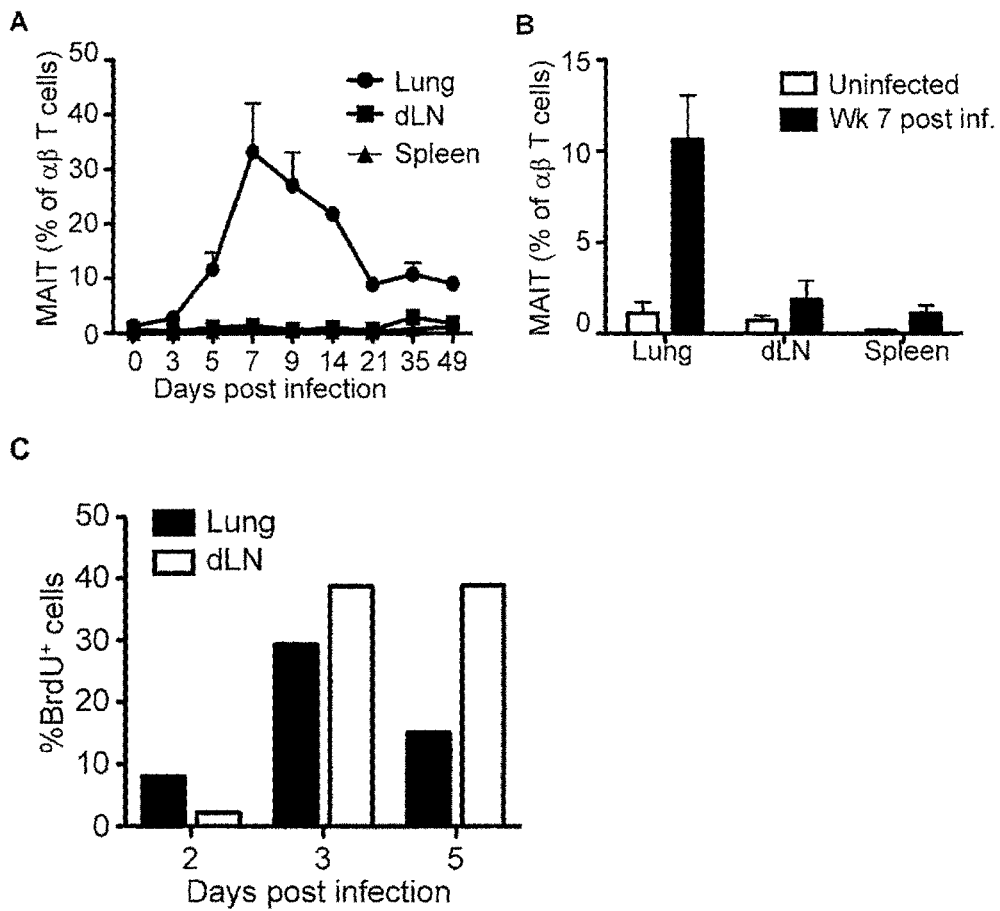 A
MAIT (% of αβ T cells)
50
40
30
20
10
0
Lung
dLN
Spleen
0 3 5 7 9 14 21 35 49
Days post infection
B
MAIT (% of αβ T cells)
15
10
5
0
Uninfected
Wk 7 post inf.
Lung dLN Spleen
C
%BrdU⁺ cells
50
40
30
20
10
0
Lung
dLN
2 3 5
Days post infection